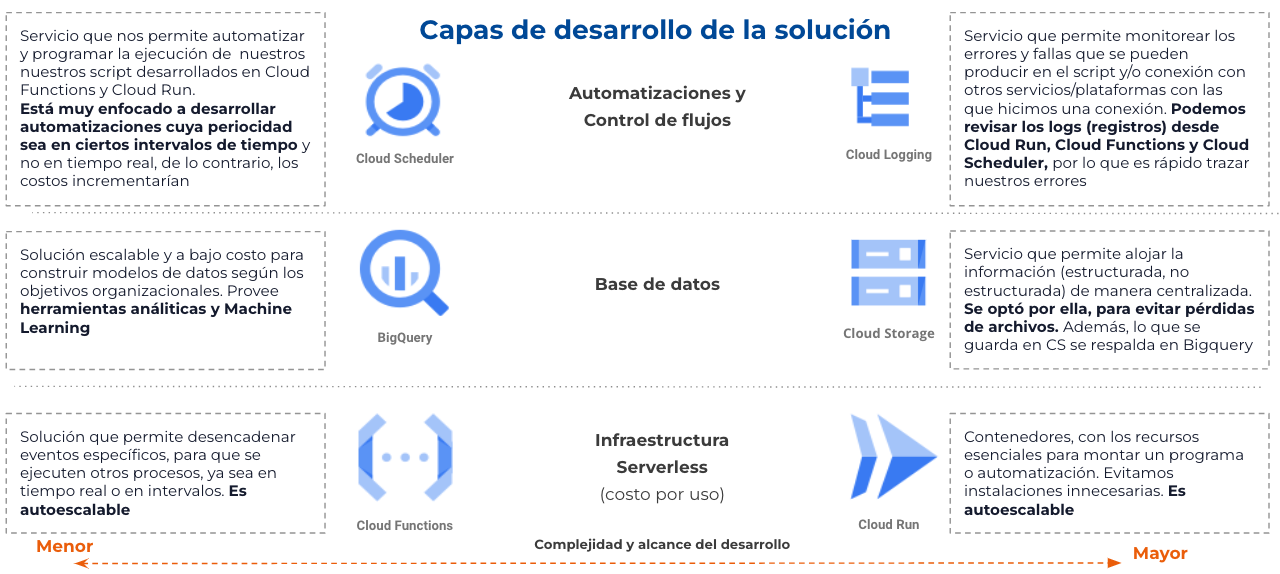 Capas de desarrollo de la solución
Servicio que nos permite automatizar
y programar la ejecución de nuestros
nuestros script desarrollados en Cloud
Functions y Cloud Run.
Está muy enfocado a desarrollar
automatizaciones cuya periocidad
sea en ciertos intervalos de tiempo y
no en tiempo real, de lo contrario, los
costos incrementarían
Cloud Scheduler
Automatizaciones y
Control de flujos
Cloud Logging
Servicio que permite monitorear los
errores y fallas que se pueden
producir en el script y/o conexión con
otros servicios/plataformas con las
que hicimos una conexión. Podemos
revisar los logs (registros) desde
Cloud Run, Cloud Functions y Cloud
Scheduler, por lo que es rápido trazar
nuestros errores
Solución escalable y a bajo costo para
construir modelos de datos según los
objetivos organizacionales. Provee
herramientas análiticas y Machine
Learning
BigQuery
Base de datos
Cloud Storage
Servicio que permite alojar la
información (estructurada, no
estructurada) de manera centralizada.
Se optó por ella, para evitar pérdidas
de archivos. Además, lo que se
guarda en CS se respalda en Bigquery
Solución que permite desencadenar
eventos específicos, para que se
ejecuten otros procesos, ya sea en
tiempo real o en intervalos. Es
autoescalable
Cloud Functions
Infraestructura
Serverless
(costo por uso)
Cloud Run
Contenedores, con los recursos
esenciales para montar un programa
o automatización. Evitamos
instalaciones innecesarias. Es
autoescalable
Menor
Complejidad y alcance del desarrollo
Mayor